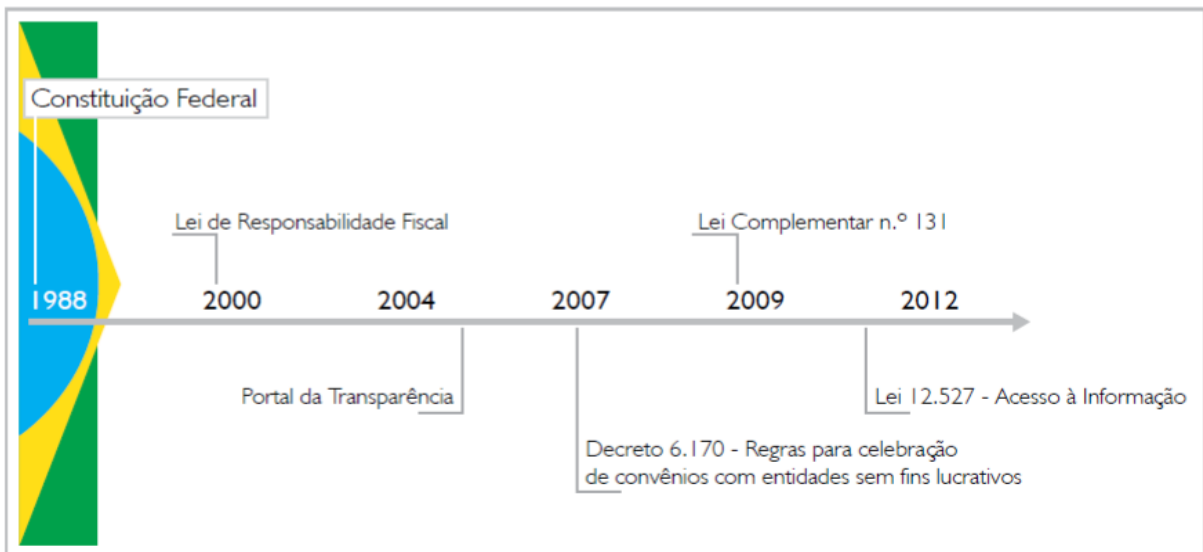 Constituição Federal
Lei de Responsabilidade Fiscal
Lei Complementar n.º 131
1988
2000
2004
2007
2009
2012
Portal da Transparência
Lei 12.527 - Acesso à Informação
Decreto 6.170 - Regras para celebração
de convênios com entidades sem fins lucrativos